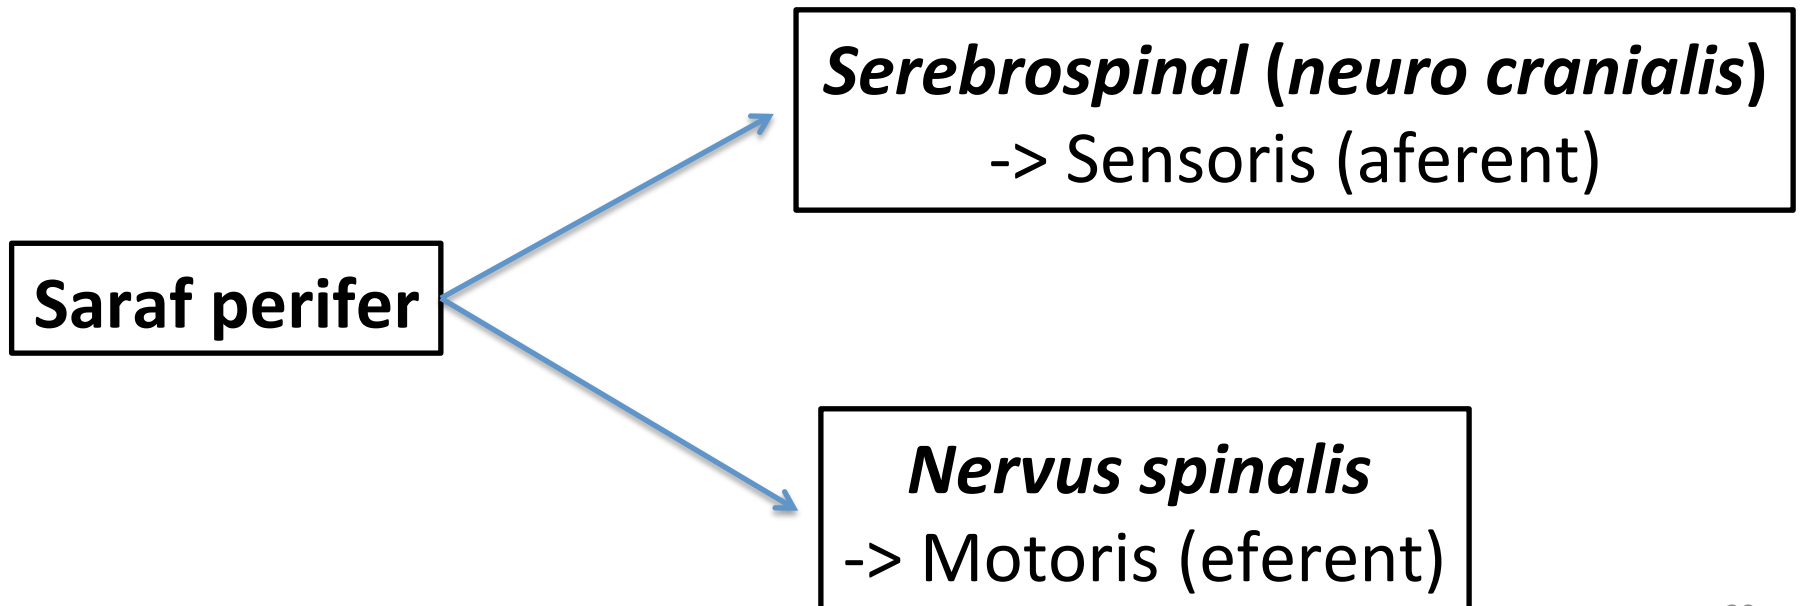 Serebrospinal (neuro cranialis)
-> Sensoris (aferent)
Saraf perifer
Nervus spinalis
-> Motoris (eferent)